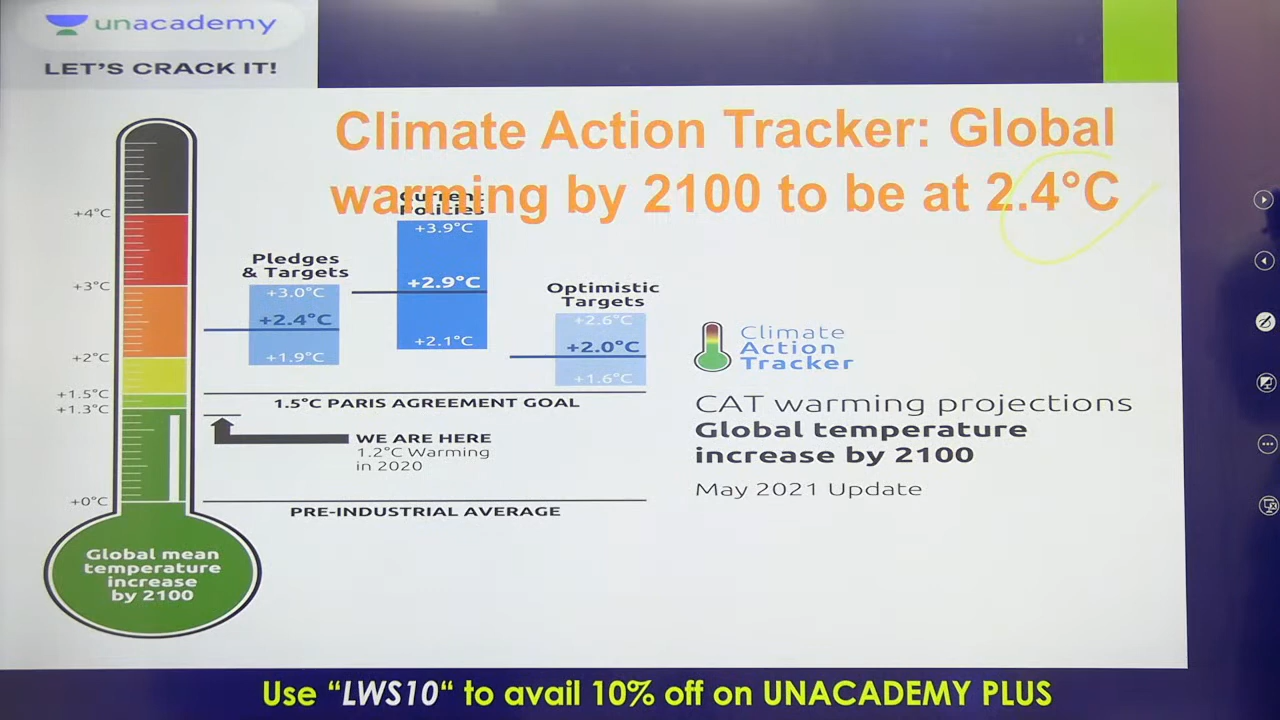 unacademy
LET'S CRACK IT!
Climate Action Tracker: Global
warming by 2100 to be at 2.4°C
+4°C
+3°C
+2°C
+1.5°C
+1.3°C
+0°C
Pledges
& Targets
+3.0°C
+2.4°C
+1.9°C
Current
Policies
+3.9°C
+2.9°C
+2.1°C
Optimistic
Targets
+2.6°C
+2.0°C
+1.6°C
1.5°C PARIS AGREEMENT GOAL
WE ARE HERE
1.2°C Warming
in 2020
PRE-INDUSTRIAL AVERAGE
Global mean
temperature
increase
by 2100
Climate
Action
Tracker
CAT warming projections
Global temperature
increase by 2100
May 2021 Update
Use “LWS10“ to avail 10% off on UNACADEMY PLUS